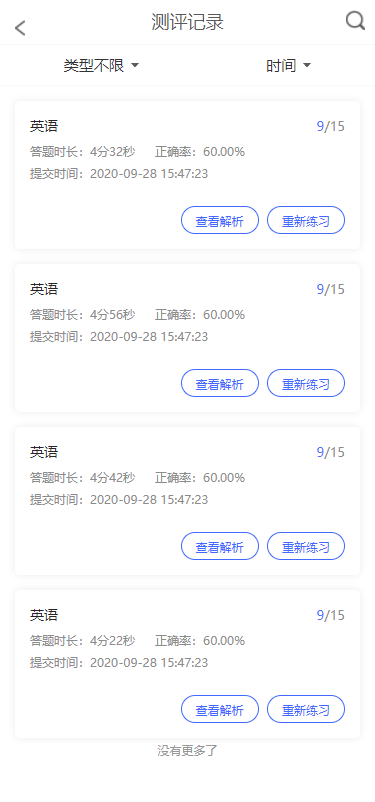 测评记录
类型不限 时间
英语 9/15
答题时长：4分32秒 正确率：60.00%
提交时间：2020-09-28 15:47:23
查看解析 重新练习
英语 9/15
答题时长：4分56秒 正确率：60.00%
提交时间：2020-09-28 15:47:23
查看解析 重新练习
英语 9/15
答题时长：4分42秒 正确率：60.00%
提交时间：2020-09-28 15:47:23
查看解析 重新练习
英语 9/15
答题时长：4分22秒 正确率：60.00%
提交时间：2020-09-28 15:47:23
查看解析 重新练习
没有更多了